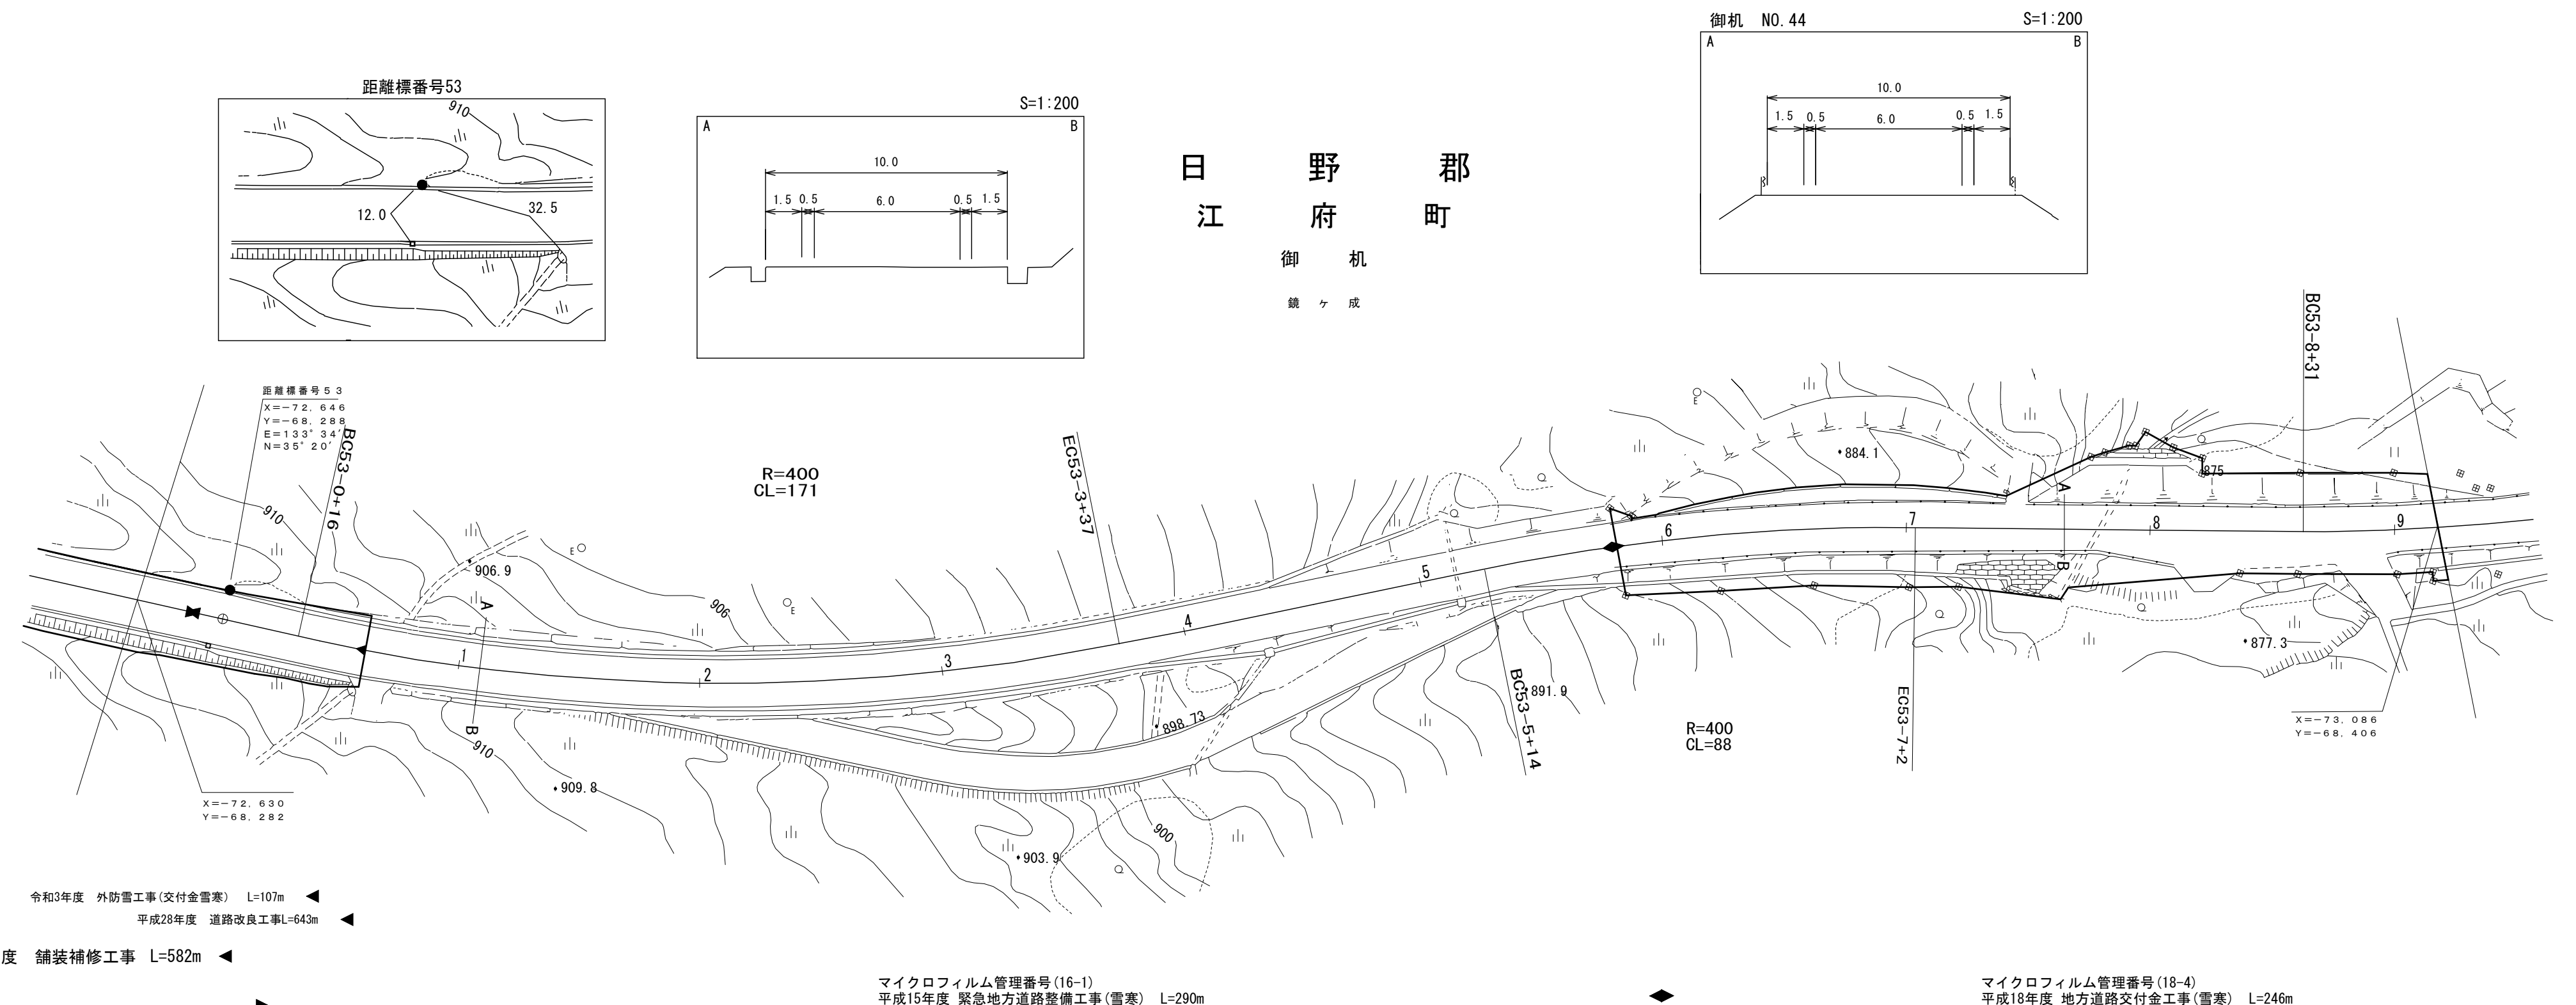 御机 NO.44 S=1:200
A B
10.0
1.5 0.5 6.0 0.5 1.5
距離標番号53
910
12.0
32.5
S=1:200
A B
10.0
1.5 0.5 6.0 0.5 1.5
日野郡
江府町
御机
鏡ヶ成
距離標番号53
X=-72,646
Y=-68,288
E=133°34′
N=35°20′
BC53-0+16
910
R=400
CL=171
EC53-3+37
BC53-8+31
E
884.1
875
A
B
6
7
8
9
5
4
3
2
1
906.9
E
906
E
A
B
910
909.8
898.73
903.9
900
BC53-5+14
891.9
R=400
CL=88
EC53-7+2
877.3
X=-73,086
Y=-68,406
X=-72,630
Y=-68,282
令和3年度 外防雪工事(交付金雪寒) L=107m
平成28年度 道路改良工事L=643m
度 舗装補修工事 L=582m
マイクロフィルム管理番号(16-1)
平成15年度 緊急地方道路整備工事(雪寒) L=290m
マイクロフィルム管理番号(18-4)
平成18年度 地方道路交付金工事(雪寒) L=246m